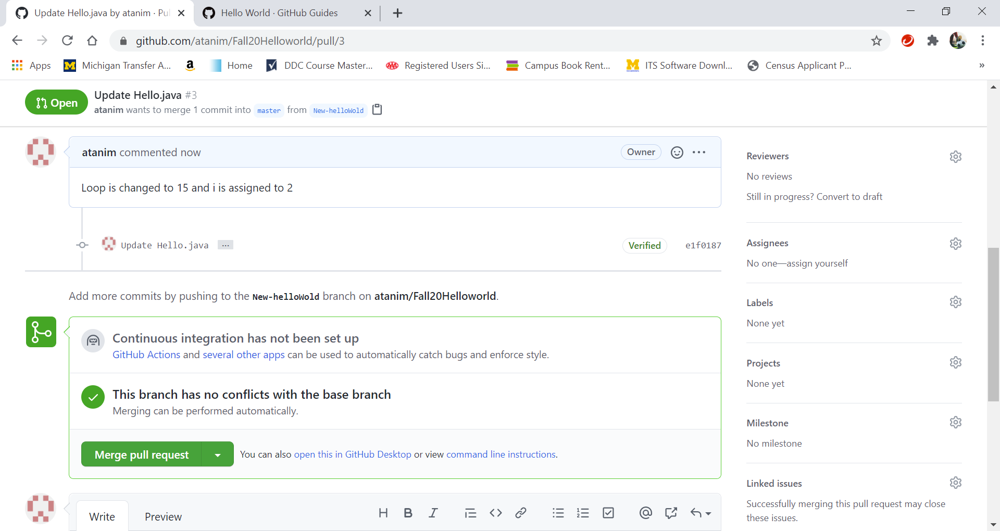 Update Hello.java by atanim · Pul
Hello World · GitHub Guides
github.com/atanim/Fall20Helloworld/pull/3
Apps
Michigan Transfer A...
Home
DDC Course Master...
Registered Users Si...
Campus Book Rent...
ITS Software Downl...
Census Applicant P...
»
Open
Update Hello.java #3
atanim wants to merge 1 commit into master from New-helloWold
atanim commented now
Owner
Loop is changed to 15 and i is assigned to 2
Update Hello.java ...
Verified
e1f0187
Add more commits by pushing to the New-helloWold branch on atanim/Fall20Helloworld.
Continuous integration has not been set up
GitHub Actions and several other apps can be used to automatically catch bugs and enforce style.
This branch has no conflicts with the base branch
Merging can be performed automatically.
Merge pull request
You can also open this in GitHub Desktop or view command line instructions.
Write
Preview
Reviewers
No reviews
Still in progress? Convert to draft
Assignees
No one—assign yourself
Labels
None yet
Projects
None yet
Milestone
No milestone
Linked issues
Successfully merging this pull request may close
these issues.